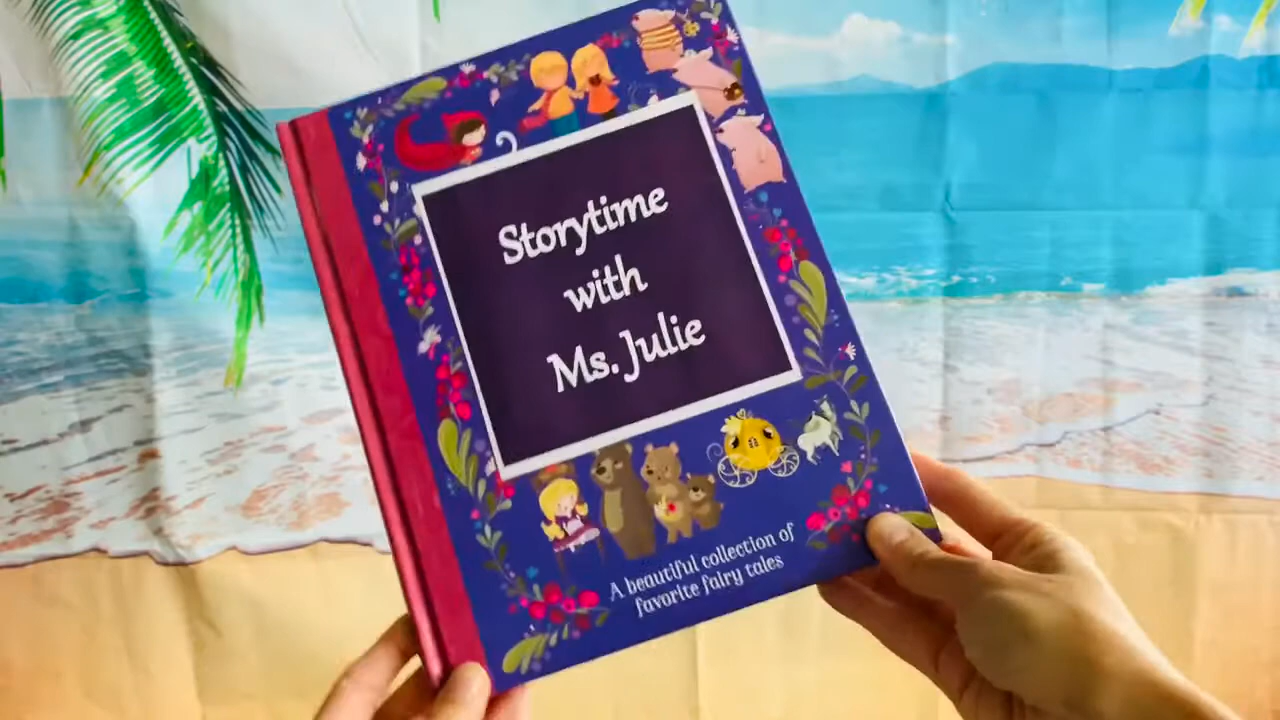 Storytime
with
Ms. Julie
A beautiful collection of
favorite fairy tales